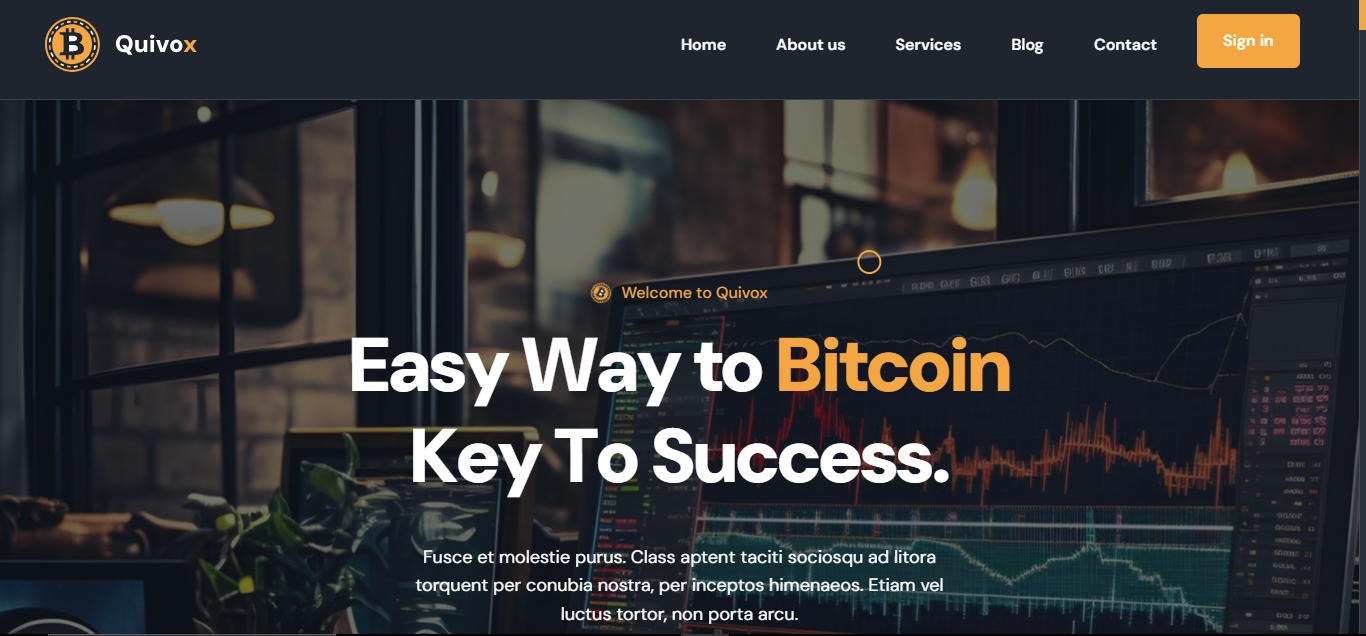 Quivox
Home
About us
Services
Blog
Contact
Sign in
Welcome to Quivox
Easy Way to Bitcoin
Key To Success.
Fusce et molestie purus. Class aptent taciti sociosqu ad litora
torquent per conubia nostra, per inceptos himenaeos. Etiam vel
luctus tortor, non porta arcu.